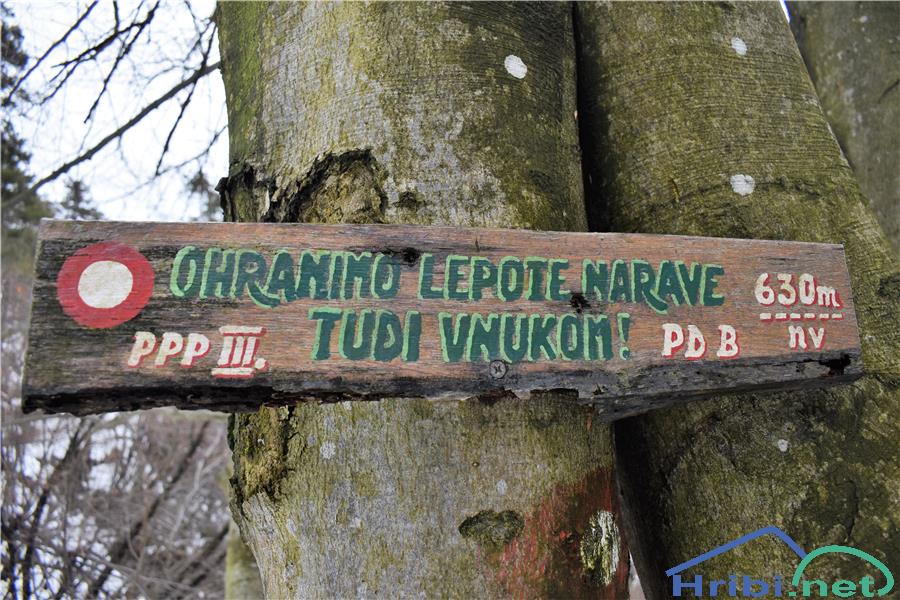 OHRANIMO LEPOTE NARAVE
TUDI VNUKOM!
PPP III.
PD B
630m
nv
Hribi.net